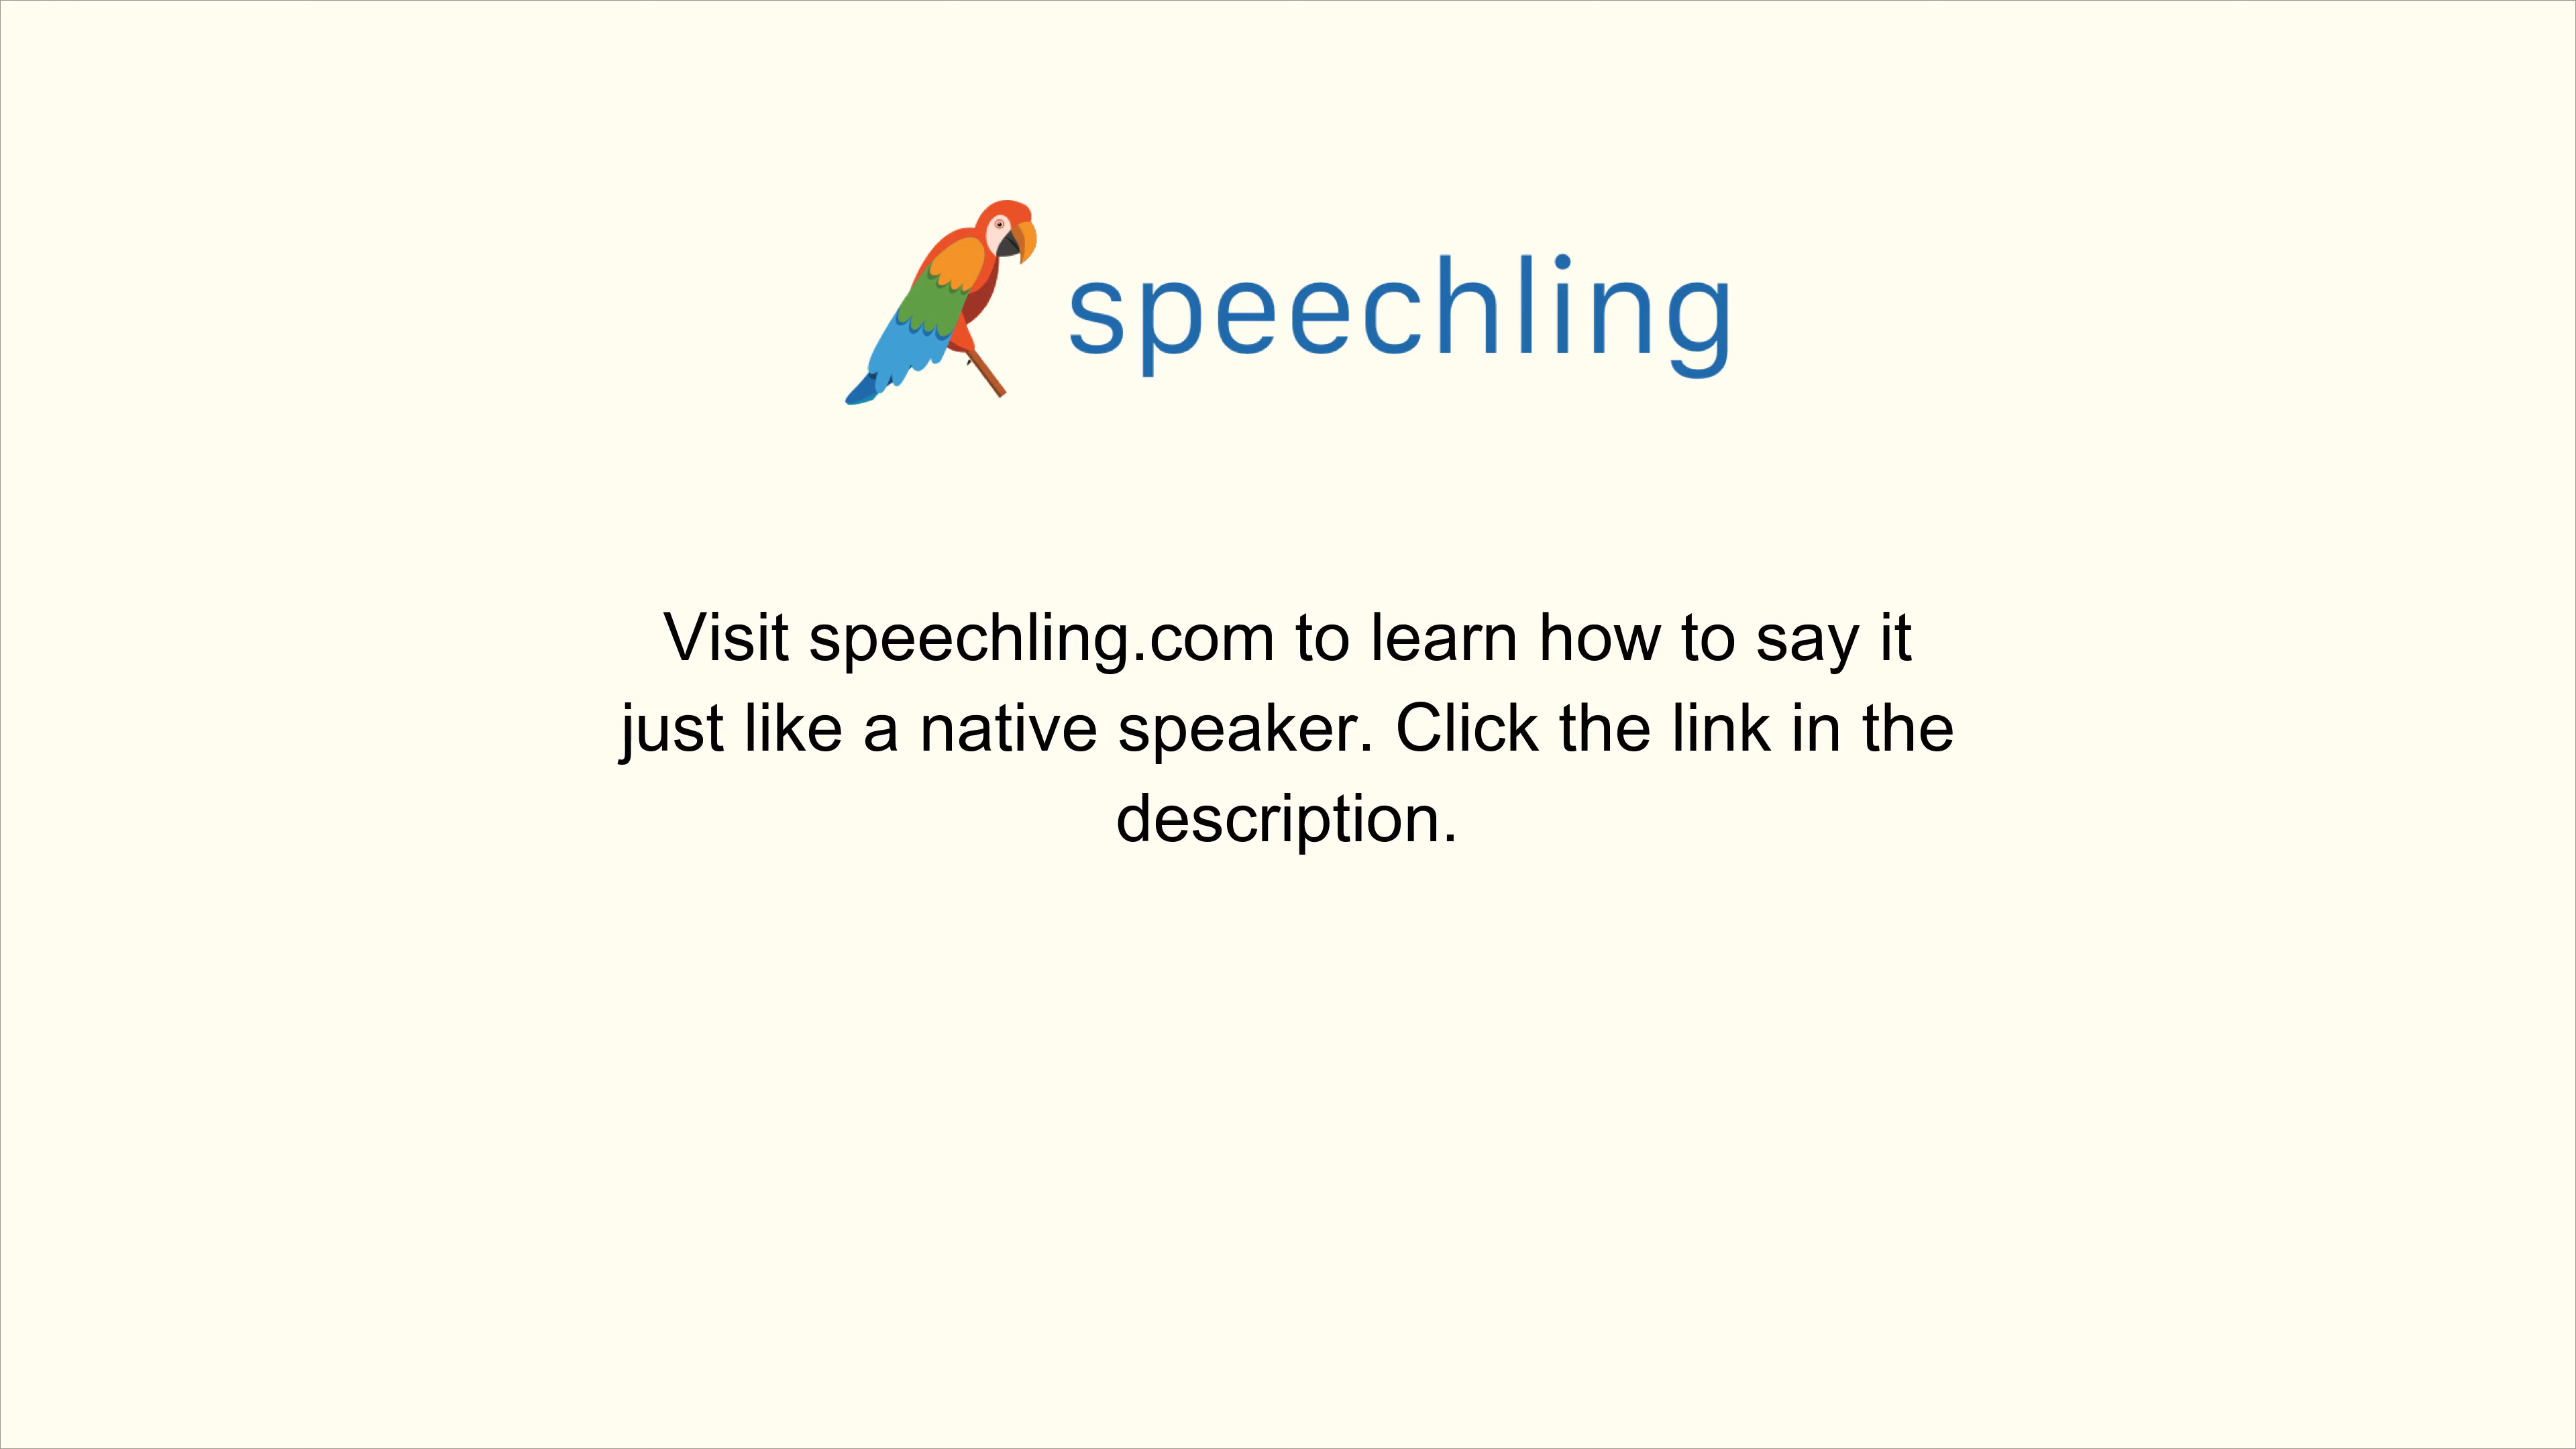 speechling
Visit speechling.com to learn how to say it
just like a native speaker. Click the link in the
description.